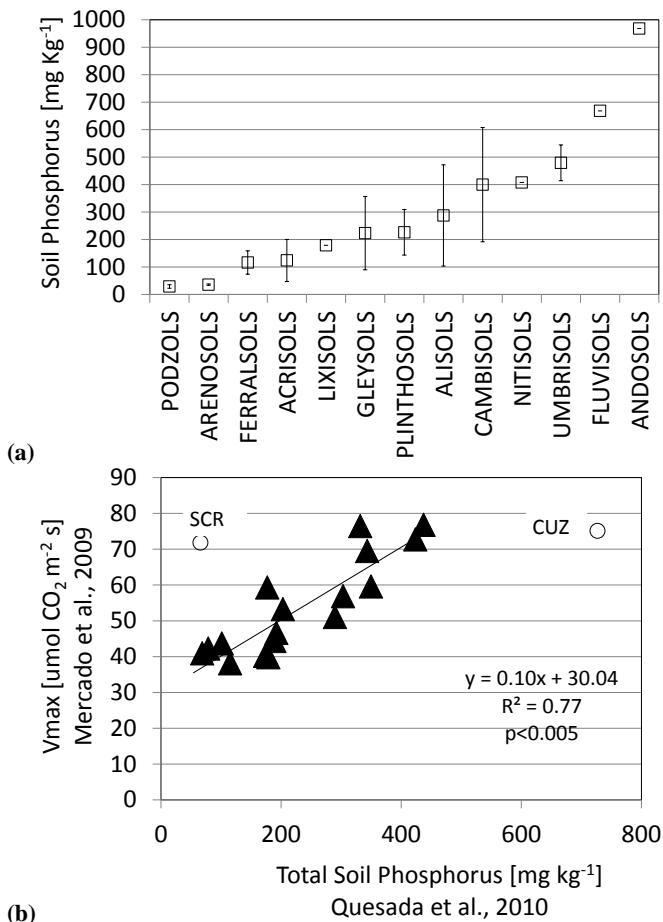 1000
900
800
700
600
500
400
300
200
100
0
Soil Phosphorus [mg Kg⁻¹]
PODZOLS
ARENOSOLS
FERRALSOLS
ACRISOLS
LIXISOLS
GLEYSOLS
PLINTHOSOLS
ALISOLS
CAMBISOLS
NITISOLS
UMBRISOLS
FLUVISOLS
ANDOSOLS
(a)
90
80
70
60
50
40
30
20
10
0
Vmax [umol CO₂ m⁻² s]
Mercado et al., 2009
SCR
CUZ
y = 0.10x + 30.04
R² = 0.77
p<0.005
0 200 400 600 800
Total Soil Phosphorus [mg kg⁻¹]
Quesada et al., 2010
(b)